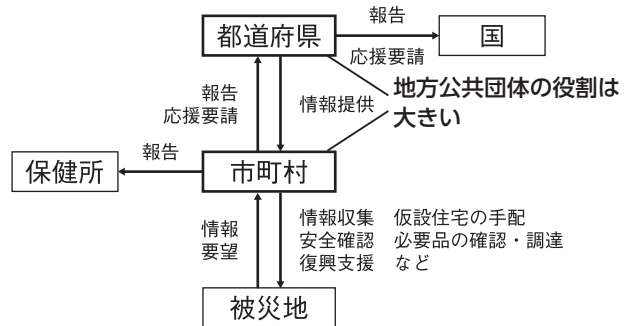 報告
都道府県
国
応援要請
地方公共団体の役割は
大きい
報告
応援要請
情報提供
報告
保健所
市町村
情報
要望
情報収集 仮設住宅の手配
安全確認 必要品の確認・調達
復興支援 など
被災地